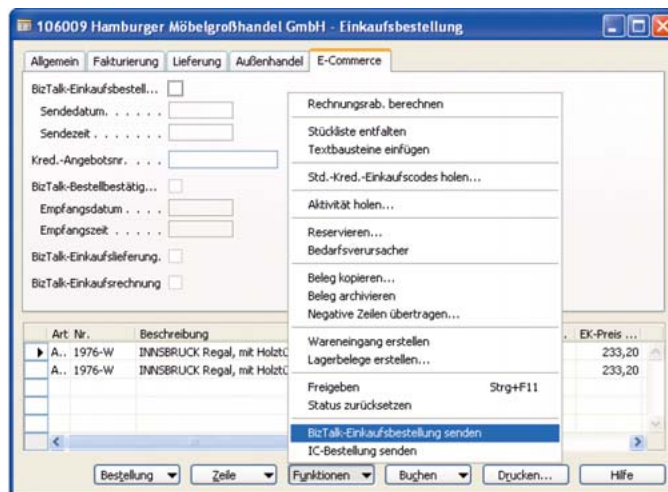 106009 Hamburger Möbelgroßhandel GmbH - Einkaufsbestellung
Allgemein Fakturierung Lieferung Außenhandel E-Commerce
BizTalk-Einkaufsbestell...
Sendedatum. . . . . .
Sendezeit . . . . . . .
Kred.-Angebotsnr. . . . .
BizTalk-Bestellbestätig...
Empfangsdatum . . . .
Empfangszeit . . . . .
BizTalk-Einkaufslieferung.
BizTalk-Einkaufsrechnung
Rechnungsrab. berechnen
Stückliste entfalten
Textbausteine einfügen
Std.-Kred.-Einkaufscodes holen...
Aktivität holen...
Reservieren...
Bedarfsverursacher
Beleg kopieren...
Beleg archivieren
Negative Zeilen übertragen...
Wareneingang erstellen
Lagerbelege erstellen...
Freigeben Strg+F11
Status zurücksetzen
BizTalk-Einkaufsbestellung senden
IC-Bestellung senden
Art Nr. Beschreibung . EK-Preis ...
A.. 1976-W INNSBRUCK Regal, mit Holztü 233,20
A.. 1976-W INNSBRUCK Regal, mit Holztü 233,20
Bestellung Zeile Funktionen Buchen Drucken... Hilfe